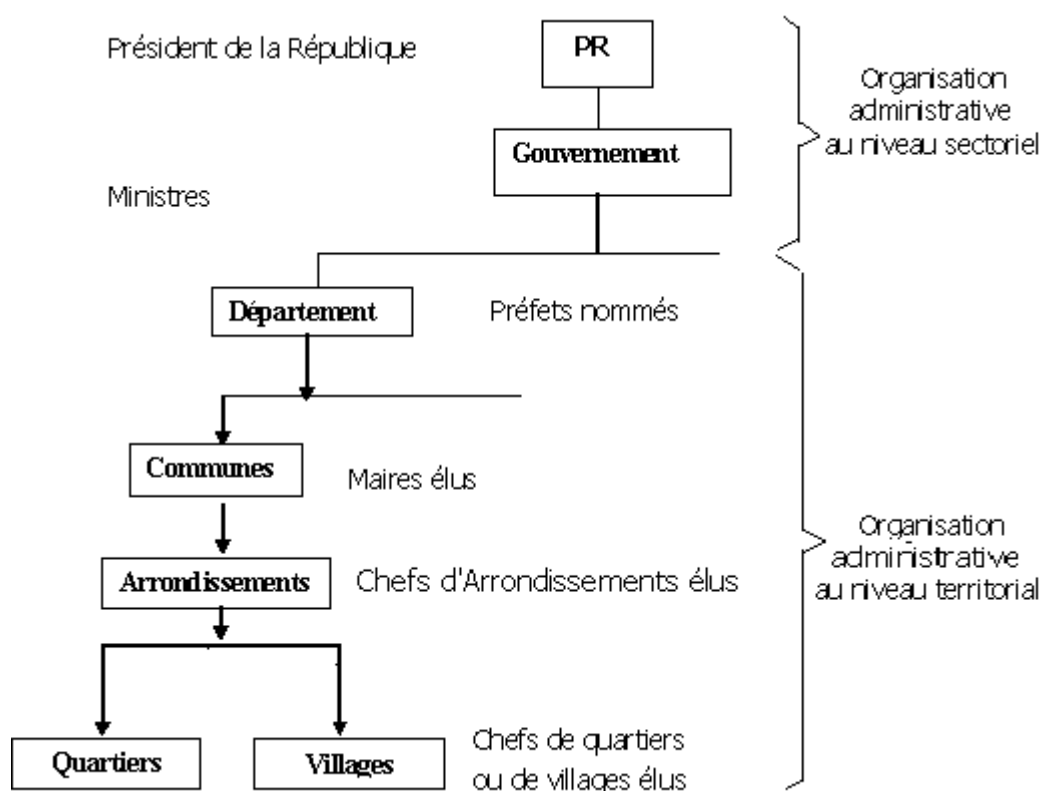 Président de la République
PR
Organisation
administrative
au niveau sectoriel
Gouvernement
Ministres
Département
Préfets nommés
Communes
Maires élus
Organisation
administrative
au niveau territorial
Arrondissements
Chefs d'Arrondissements élus
Quartiers
Villages
Chefs de quartiers
ou de villages élus